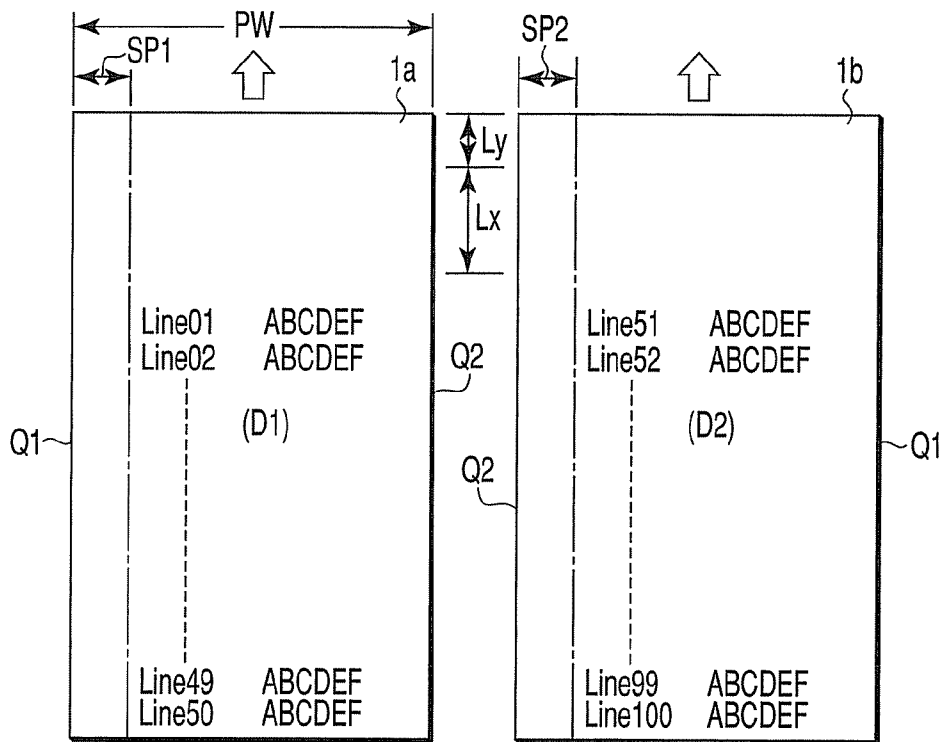 PW
SP1
1a
SP2
1b
Ly
Lx
Line01 ABCDEF
Line02 ABCDEF
(D1)
Q1
Q2
Line49 ABCDEF
Line50 ABCDEF
Line51 ABCDEF
Line52 ABCDEF
(D2)
Q2
Q1
Line99 ABCDEF
Line100 ABCDEF